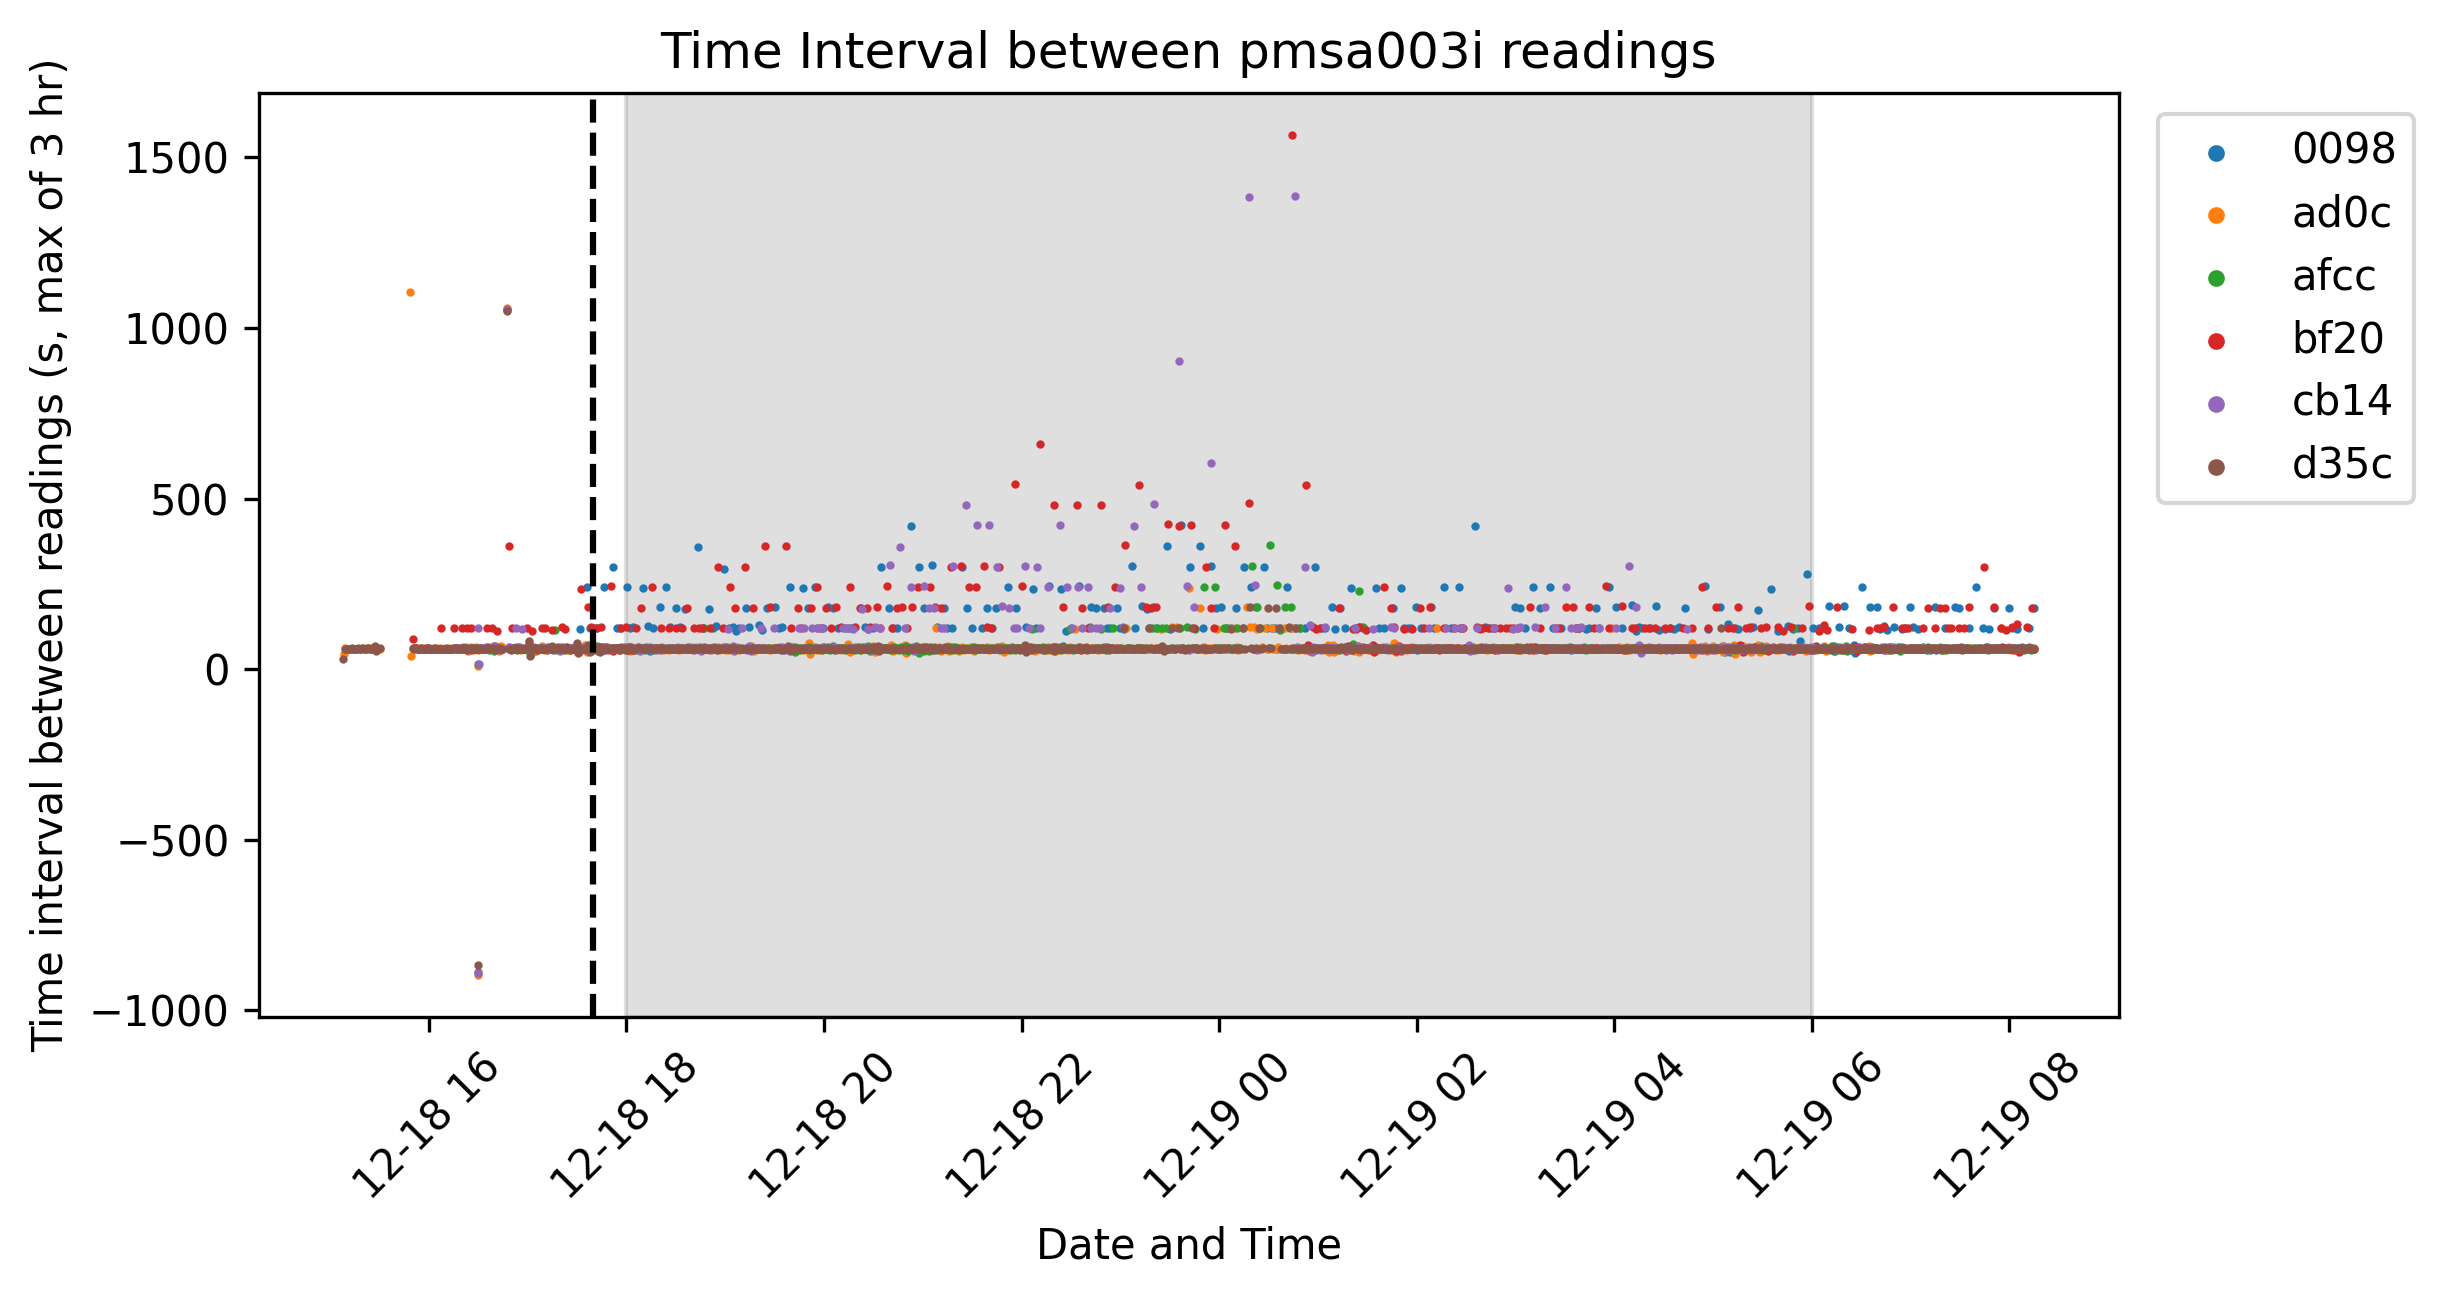 Time Interval between pmsa003i readings
Time interval between readings (s, max of 3 hr)
1500
1000
500
0
−500
−1000
12-18 16
12-18 18
12-18 20
12-18 22
12-19 00
12-19 02
12-19 04
12-19 06
12-19 08
Date and Time
0098
ad0c
afcc
bf20
cb14
d35c